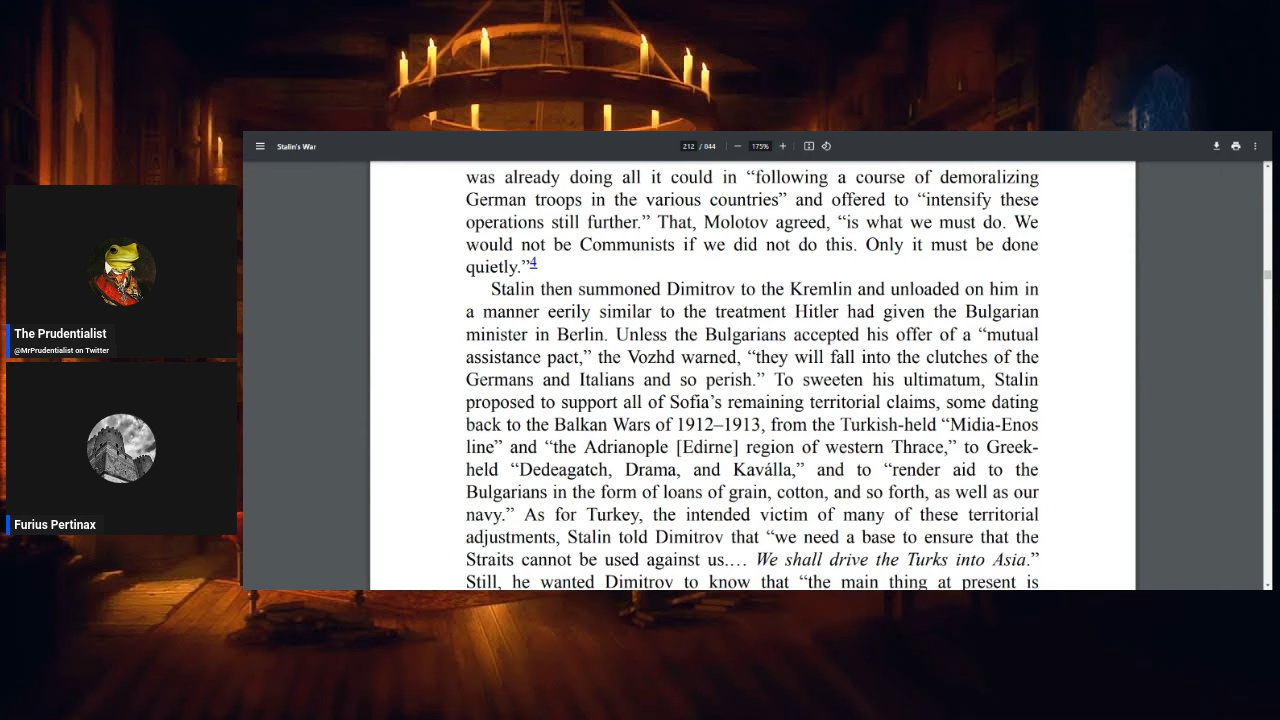 Stalin's War
212 / 844
175%
was already doing all it could in “following a course of demoralizing
German troops in the various countries” and offered to “intensify these
operations still further.” That, Molotov agreed, “is what we must do. We
would not be Communists if we did not do this. Only it must be done
quietly.”4
Stalin then summoned Dimitrov to the Kremlin and unloaded on him in
a manner eerily similar to the treatment Hitler had given the Bulgarian
minister in Berlin. Unless the Bulgarians accepted his offer of a “mutual
assistance pact,” the Vozhd warned, “they will fall into the clutches of the
Germans and Italians and so perish.” To sweeten his ultimatum, Stalin
proposed to support all of Sofia’s remaining territorial claims, some dating
back to the Balkan Wars of 1912–1913, from the Turkish-held “Midia-Enos
line” and “the Adrianople [Edirne] region of western Thrace,” to Greek-
held “Dedeagatch, Drama, and Kaválla,” and to “render aid to the
Bulgarians in the form of loans of grain, cotton, and so forth, as well as our
navy.” As for Turkey, the intended victim of many of these territorial
adjustments, Stalin told Dimitrov that “we need a base to ensure that the
Straits cannot be used against us.… We shall drive the Turks into Asia.”
Still, he wanted Dimitrov to know that “the main thing at present is
The Prudentialist
@MrPrudentialist on Twitter
Furius Pertinax